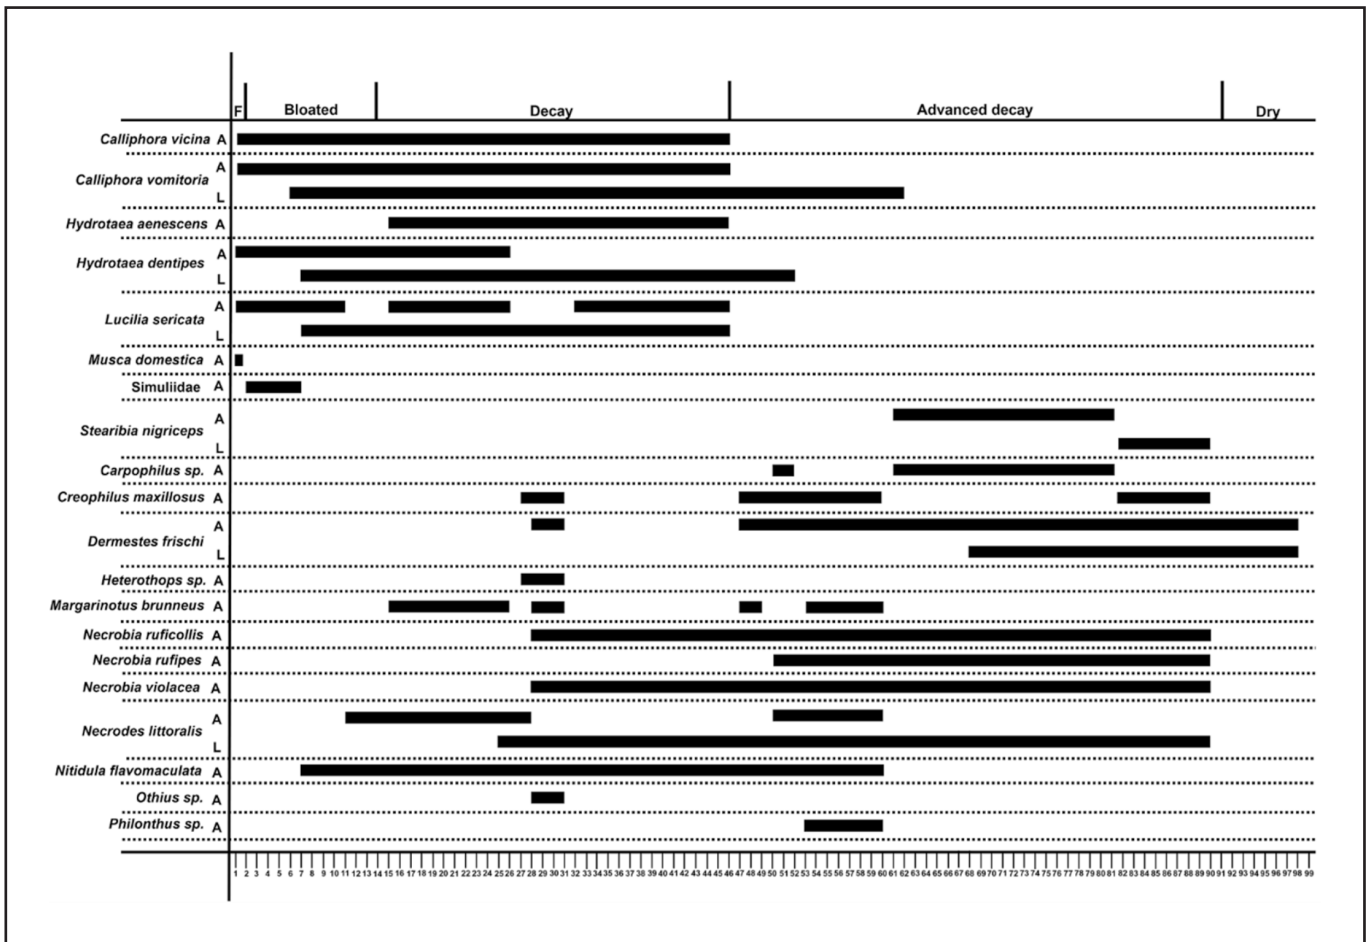 F Bloated Decay Advanced decay Dry
Calliphora vicina A
A
Calliphora vomitoria
L
Hydrotaea aenescens A
A
Hydrotaea dentipes
L
A
Lucilia sericata
L
Musca domestica A
Simuliidae A
A
Stearibia nigriceps
L
Carpophilus sp. A
Creophilus maxillosus A
A
Dermestes frischi
L
Heterothops sp. A
Margarinotus brunneus A
Necrobia ruficollis A
Necrobia rufipes A
Necrobia violacea A
A
Necrodes littoralis
L
Nitidula flavomaculata A
Othius sp. A
Philonthus sp. A
1 2 3 4 5 6 7 8 9 10 11 12 13 14 15 16 17 18 19 20 21 22 23 24 25 26 27 28 29 30 31 32 33 34 35 36 37 38 39 40 41 42 43 44 45 46 47 48 49 50 51 52 53 54 55 56 57 58 59 60 61 62 63 64 65 66 67 68 69 70 71 72 73 74 75 76 77 78 79 80 81 82 83 84 85 86 87 88 89 90 91 92 93 94 95 96 97 98 99